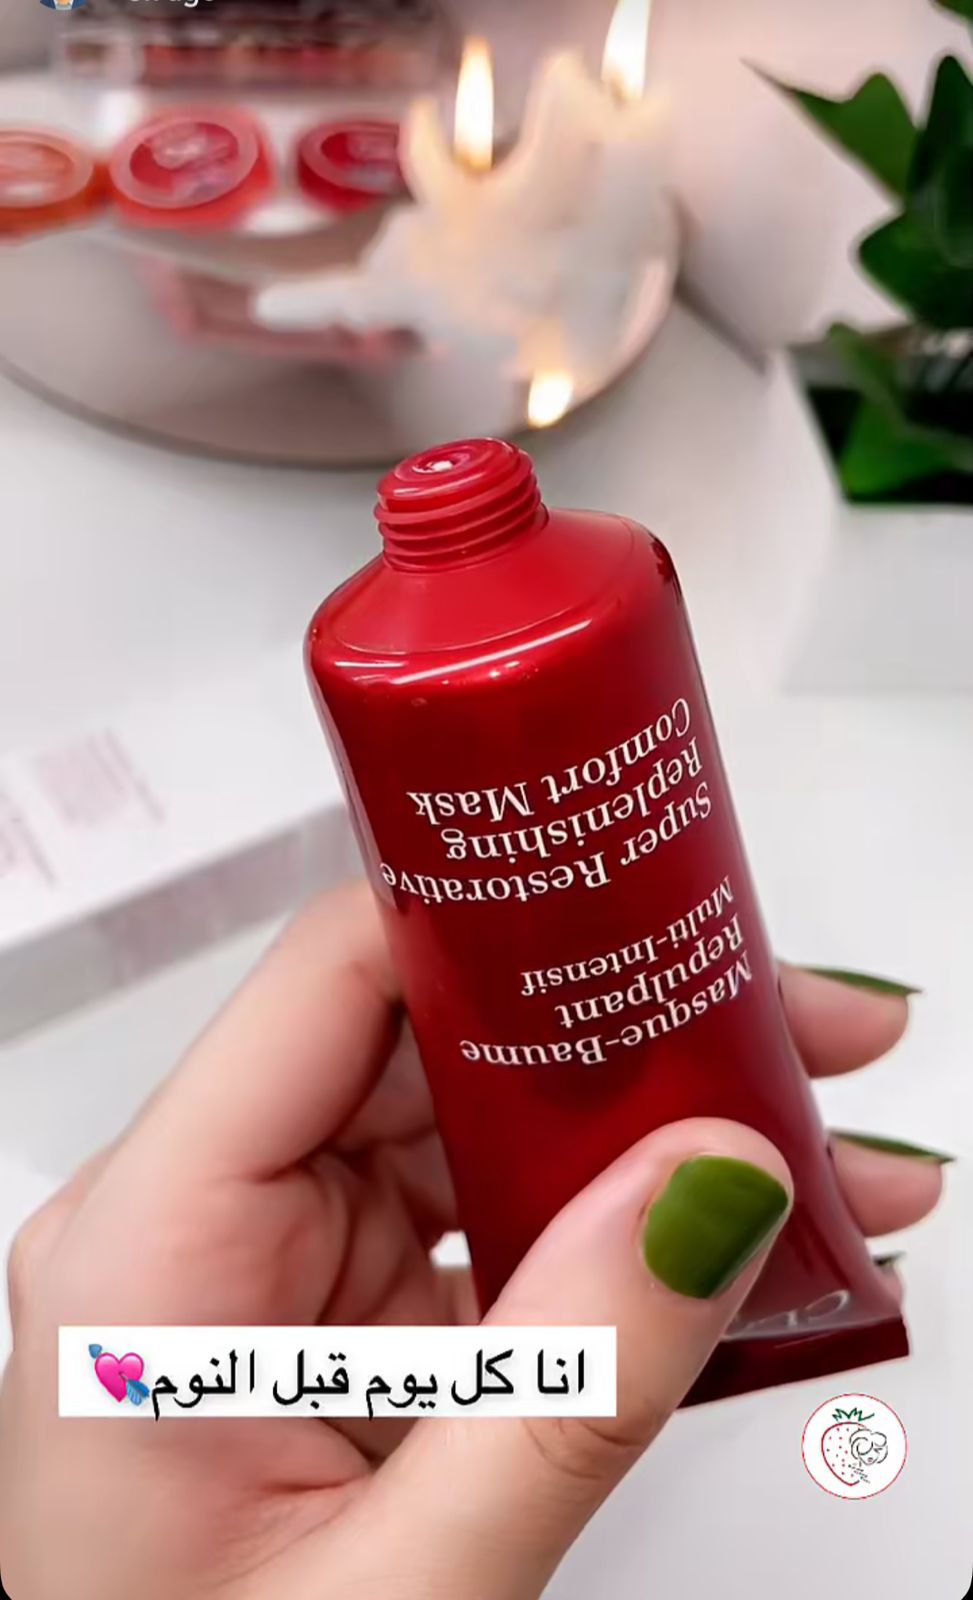 Masque-Baume
Repulpant
Multi-Intensif
Super Restorative
Replenishing
Comfort Mask
انا كل يوم قبل النوم💘